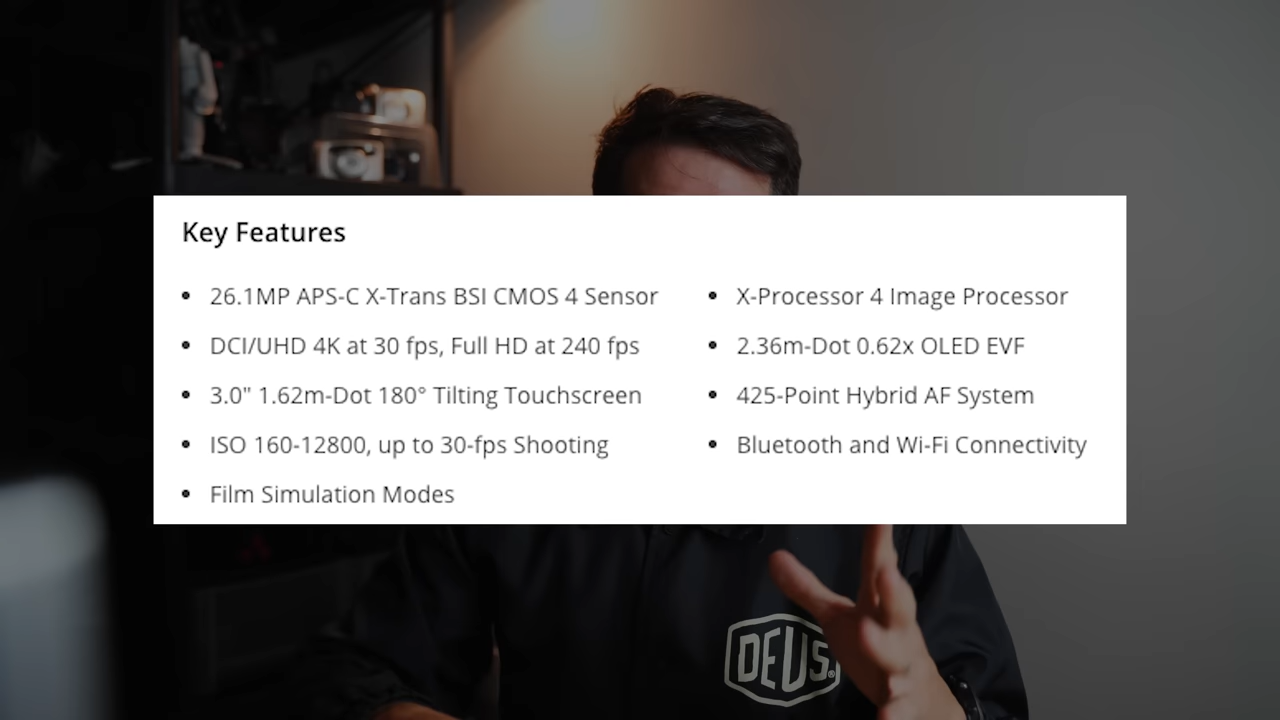 Key Features
26.1MP APS-C X-Trans BSI CMOS 4 Sensor
DCI/UHD 4K at 30 fps, Full HD at 240 fps
3.0" 1.62m-Dot 180° Tilting Touchscreen
ISO 160-12800, up to 30-fps Shooting
Film Simulation Modes
X-Processor 4 Image Processor
2.36m-Dot 0.62x OLED EVF
425-Point Hybrid AF System
Bluetooth and Wi-Fi Connectivity
DEUS.®